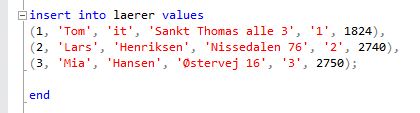 insert into laerer values
(1, 'Tom', 'it', 'Sankt Thomas alle 3', '1', 1824),
(2, 'Lars', 'Henriksen', 'Nissedalen 76', '2', 2740),
(3, 'Mia', 'Hansen', 'Østervej 16', '3', 2750);
end